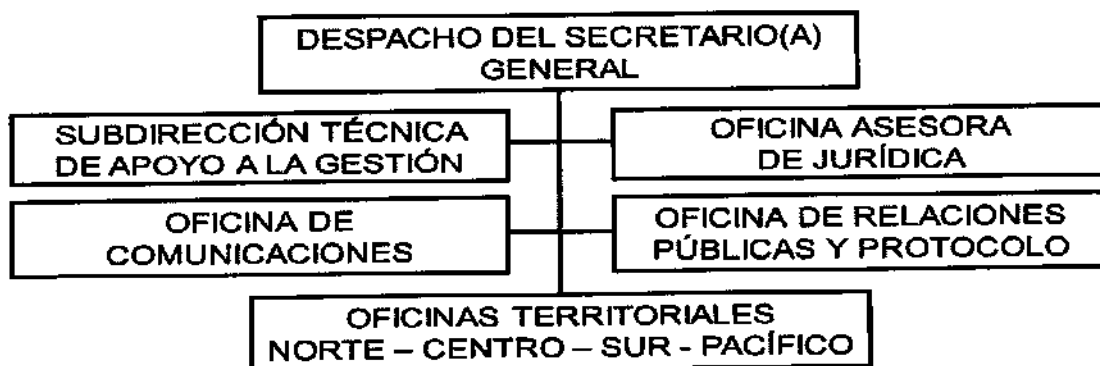 DESPACHO DEL SECRETARIO(A)
GENERAL
SUBDIRECCIÓN TÉCNICA
DE APOYO A LA GESTIÓN
OFICINA ASESORA
DE JURÍDICA
OFICINA DE
COMUNICACIONES
OFICINA DE RELACIONES
PÚBLICAS Y PROTOCOLO
OFICINAS TERRITORIALES
NORTE – CENTRO – SUR - PACÍFICO